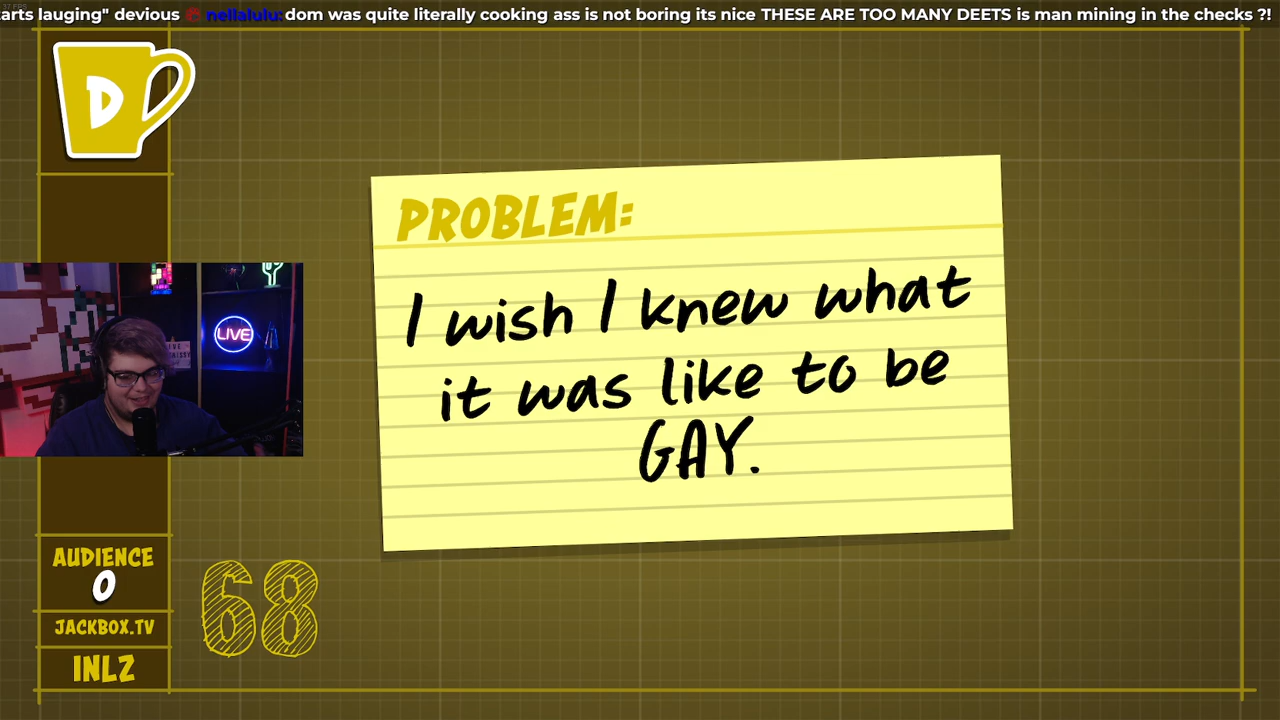 arts lauging" devious nellalulu: dom was quite literally cooking ass is not boring its nice THESE ARE TOO MANY DEETS is man mining in the checks ?!
D
PROBLEM:
I wish I knew what
it was like to be
GAY.
LIVE
AUDIENCE
0
JACKBOX.TV
INLZ
68